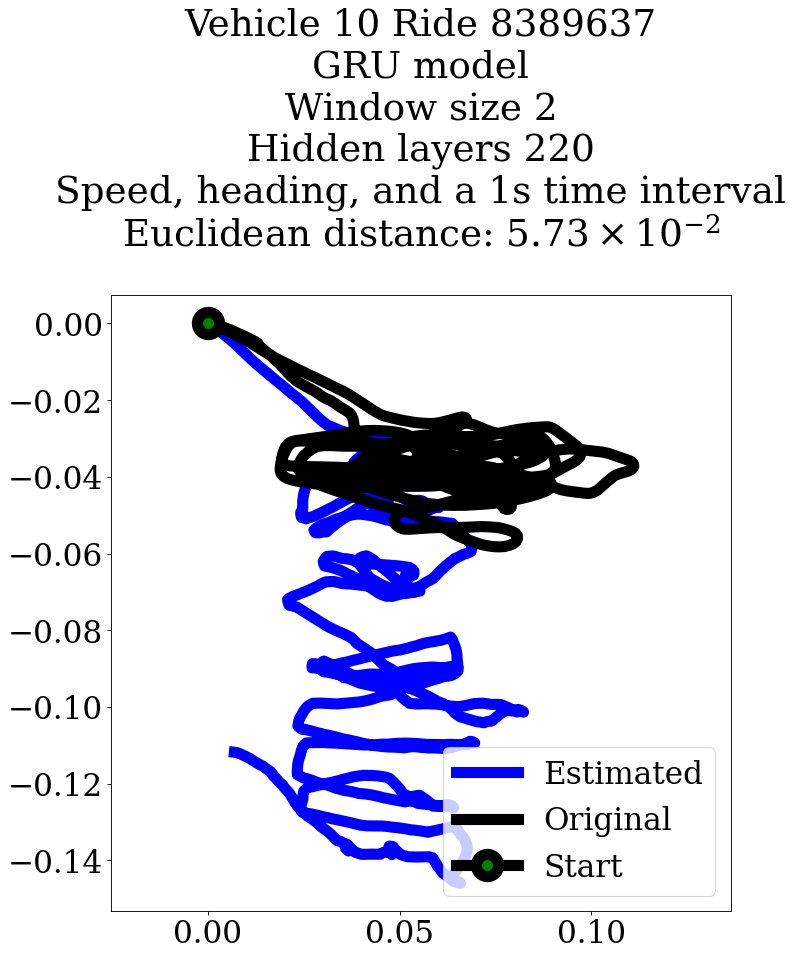 Vehicle 10 Ride 8389637
GRU model
Window size 2
Hidden layers 220
Speed, heading, and a 1s time interval
Euclidean distance: 5.73 × 10⁻²
0.00
−0.02
−0.04
−0.06
−0.08
−0.10
−0.12
−0.14
Estimated
Original
Start
0.00 0.05 0.10